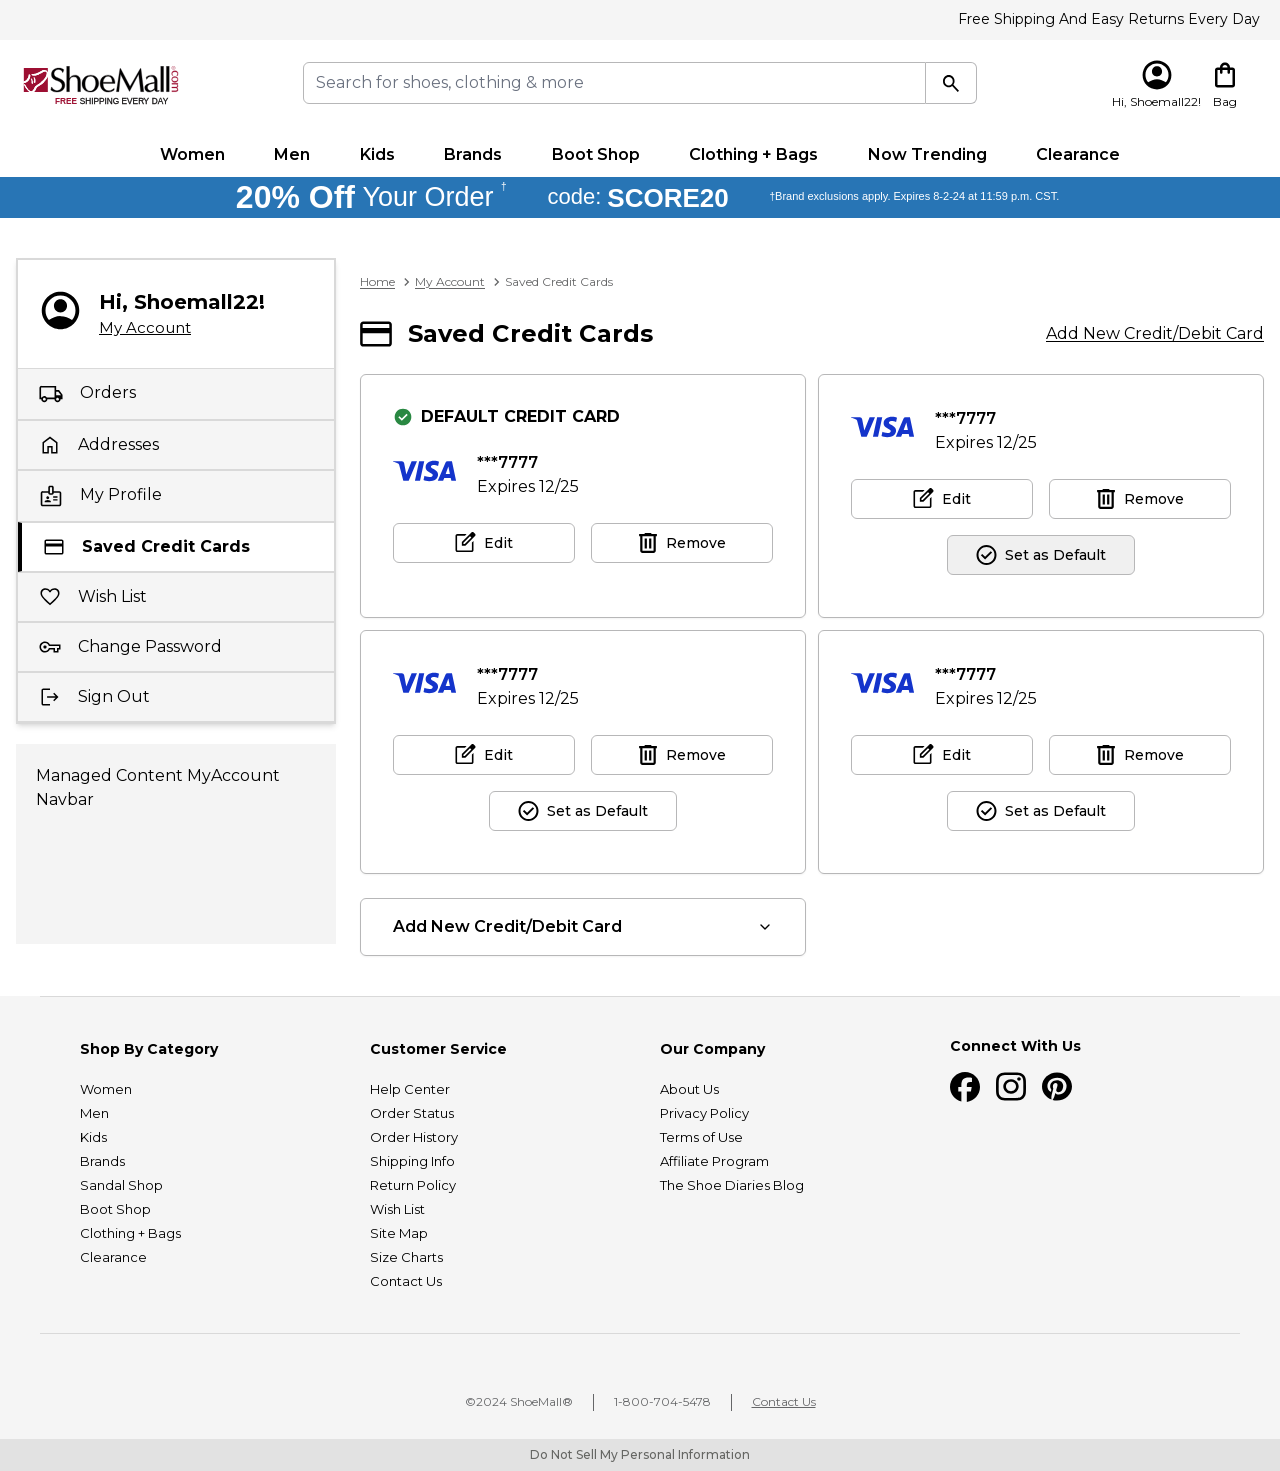 Free Shipping And Easy Returns Every Day
ShoeMall.com
FREE SHIPPING EVERY DAY
Search for shoes, clothing & more
Hi, Shoemall22!
Bag
Women Men Kids Brands Boot Shop Clothing + Bags Now Trending Clearance
20% Off Your Order † code: SCORE20 †Brand exclusions apply. Expires 8-2-24 at 11:59 p.m. CST.
Hi, Shoemall22!
My Account
Orders
Addresses
My Profile
Saved Credit Cards
Wish List
Change Password
Sign Out
Managed Content MyAccount
Navbar
Home > My Account > Saved Credit Cards
Saved Credit Cards
Add New Credit/Debit Card
DEFAULT CREDIT CARD
VISA
***7777
Expires 12/25
Edit
Remove
VISA
***7777
Expires 12/25
Edit
Remove
Set as Default
VISA
***7777
Expires 12/25
Edit
Remove
Set as Default
VISA
***7777
Expires 12/25
Edit
Remove
Set as Default
Add New Credit/Debit Card
Shop By Category
Women
Men
Kids
Brands
Sandal Shop
Boot Shop
Clothing + Bags
Clearance
Customer Service
Help Center
Order Status
Order History
Shipping Info
Return Policy
Wish List
Site Map
Size Charts
Contact Us
Our Company
About Us
Privacy Policy
Terms of Use
Affiliate Program
The Shoe Diaries Blog
Connect With Us
©2024 ShoeMall®
1-800-704-5478
Contact Us
Do Not Sell My Personal Information